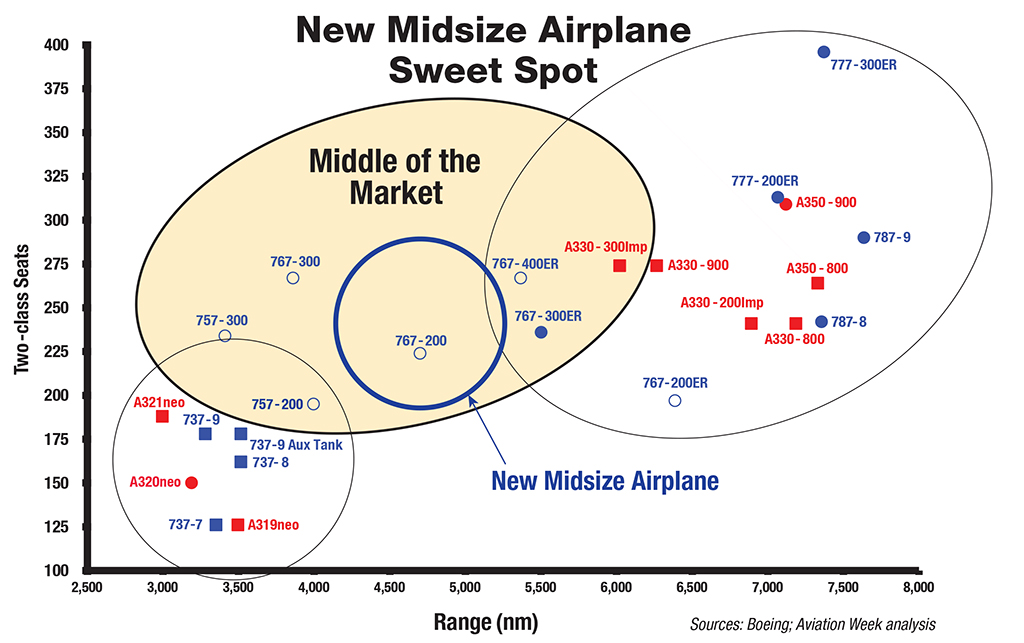 New Midsize Airplane
Sweet Spot
400
375
350
325
300
275
250
225
200
175
150
125
100
Two-class Seats
Middle of the
Market
777-300ER
777-200ER
A350-900
787-9
A330-300Imp
767-300
767-400ER
A330-900
A350-800
A330-200Imp
757-300
767-300ER
787-8
767-200
A330-800
767-200ER
A321neo
757-200
737-9
737-9 Aux Tank
737-8
A320neo
New Midsize Airplane
737-7
A319neo
2,500 3,000 3,500 4,000 4,500 5,000 5,500 6,000 6,500 7,000 7,500 8,000
Range (nm)
Sources: Boeing; Aviation Week analysis